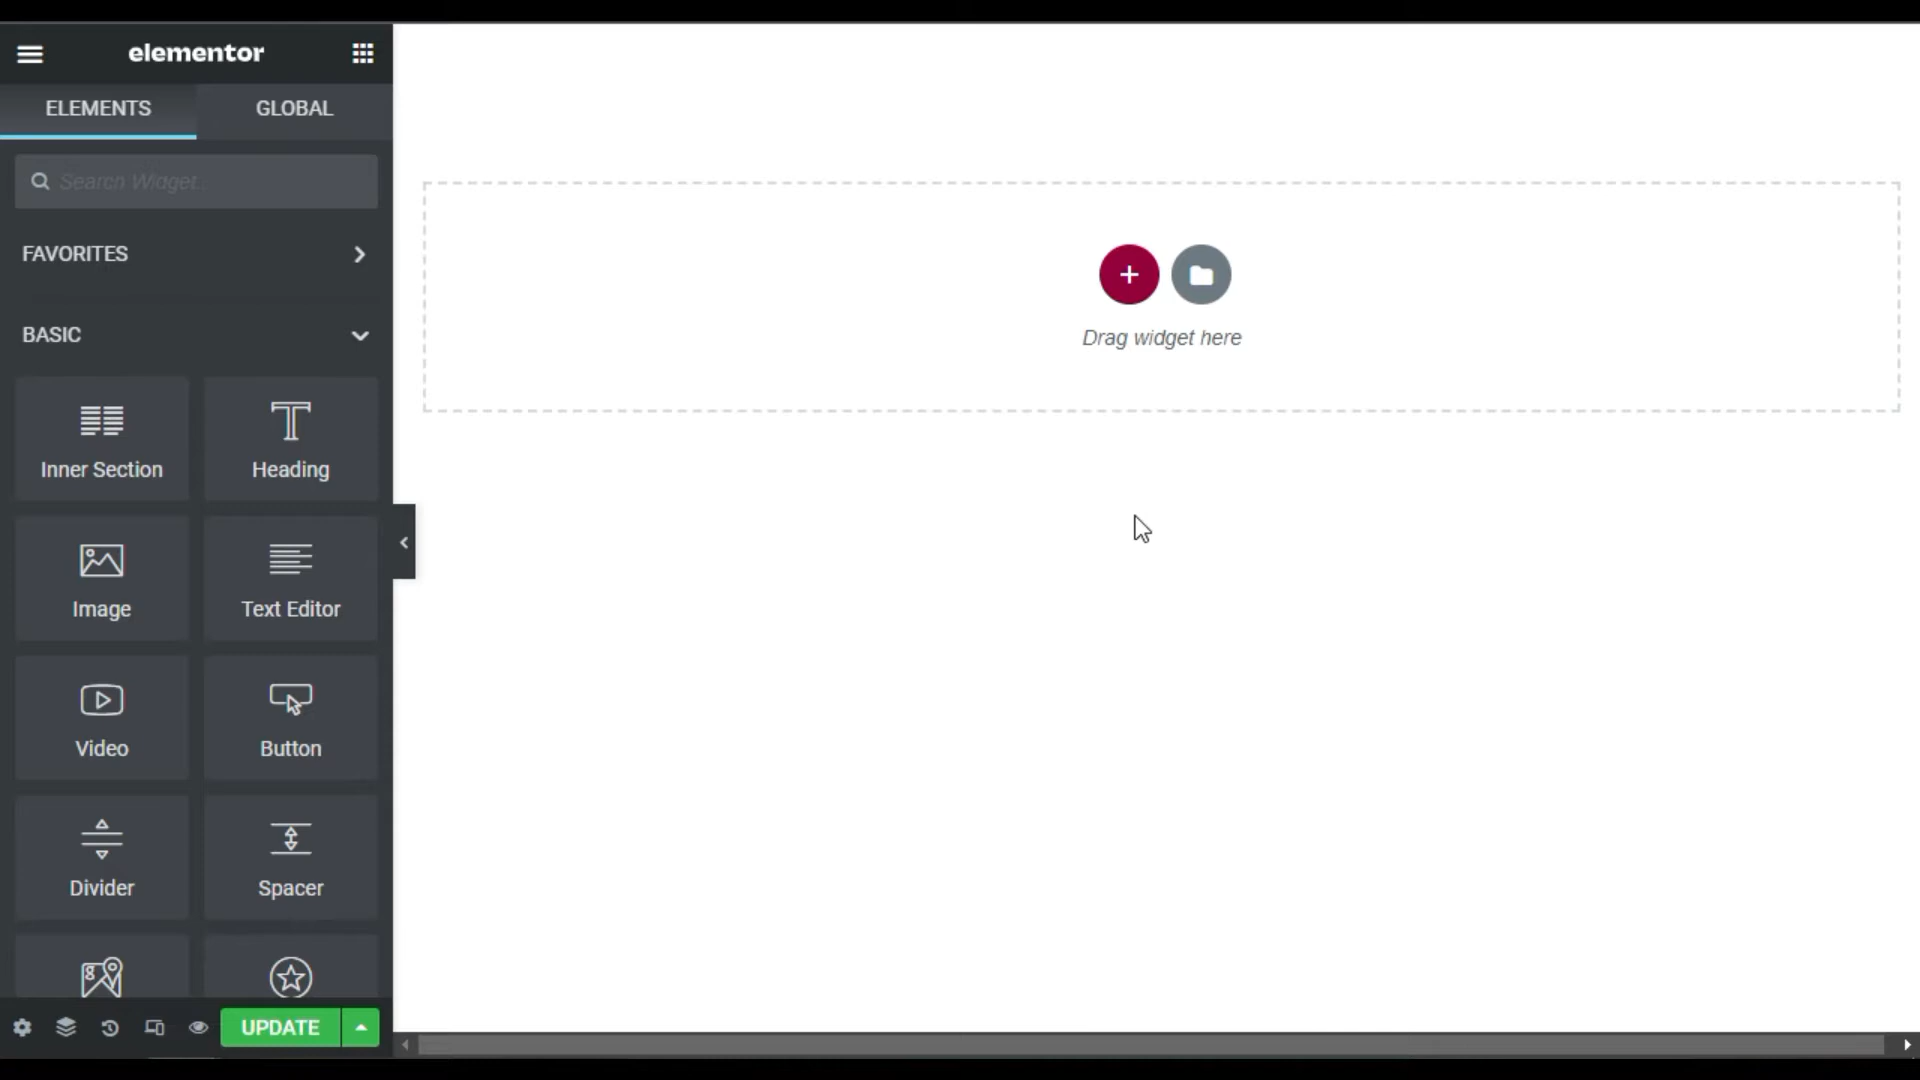 elementor
ELEMENTS
GLOBAL
Search Widget...
FAVORITES
BASIC
Inner Section
Heading
Image
Text Editor
Video
Button
Divider
Spacer
UPDATE
Drag widget here